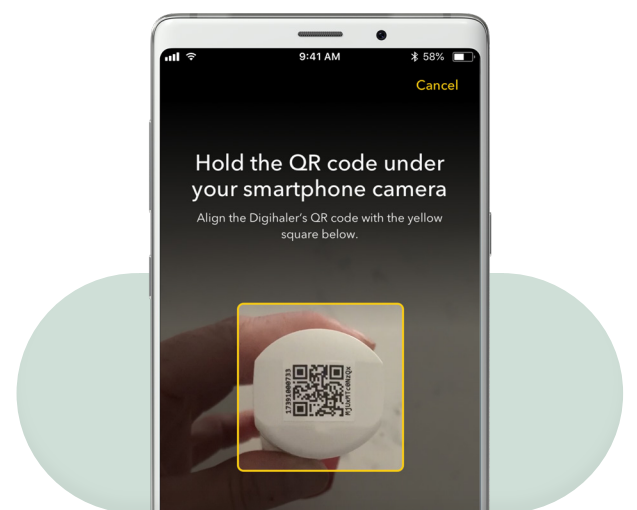 9:41 AM
58%
Cancel
Hold the QR code under
your smartphone camera
Align the Digihaler's QR code with the yellow
square below.
17391000733